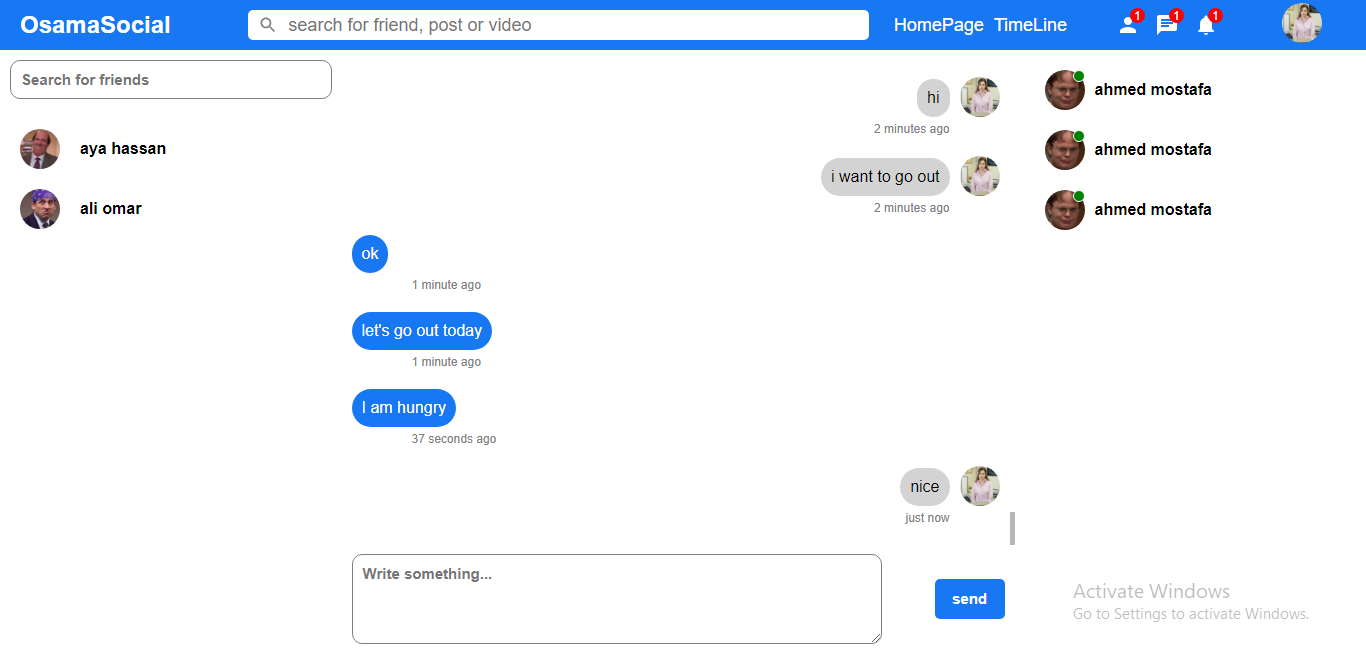 OsamaSocial
search for friend, post or video
HomePage TimeLine
1
1
1
Search for friends
aya hassan
ali omar
hi
2 minutes ago
i want to go out
2 minutes ago
ok
1 minute ago
let's go out today
1 minute ago
I am hungry
37 seconds ago
nice
just now
Write something...
send
ahmed mostafa
ahmed mostafa
ahmed mostafa
Activate Windows
Go to Settings to activate Windows.